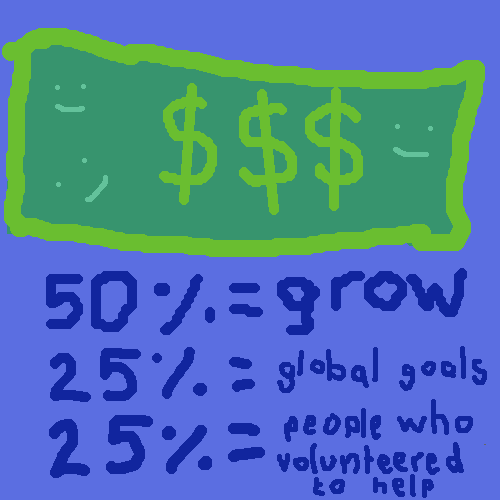 $$$
50%=grow
25%= global goals
25%= people who
volunteered
to help